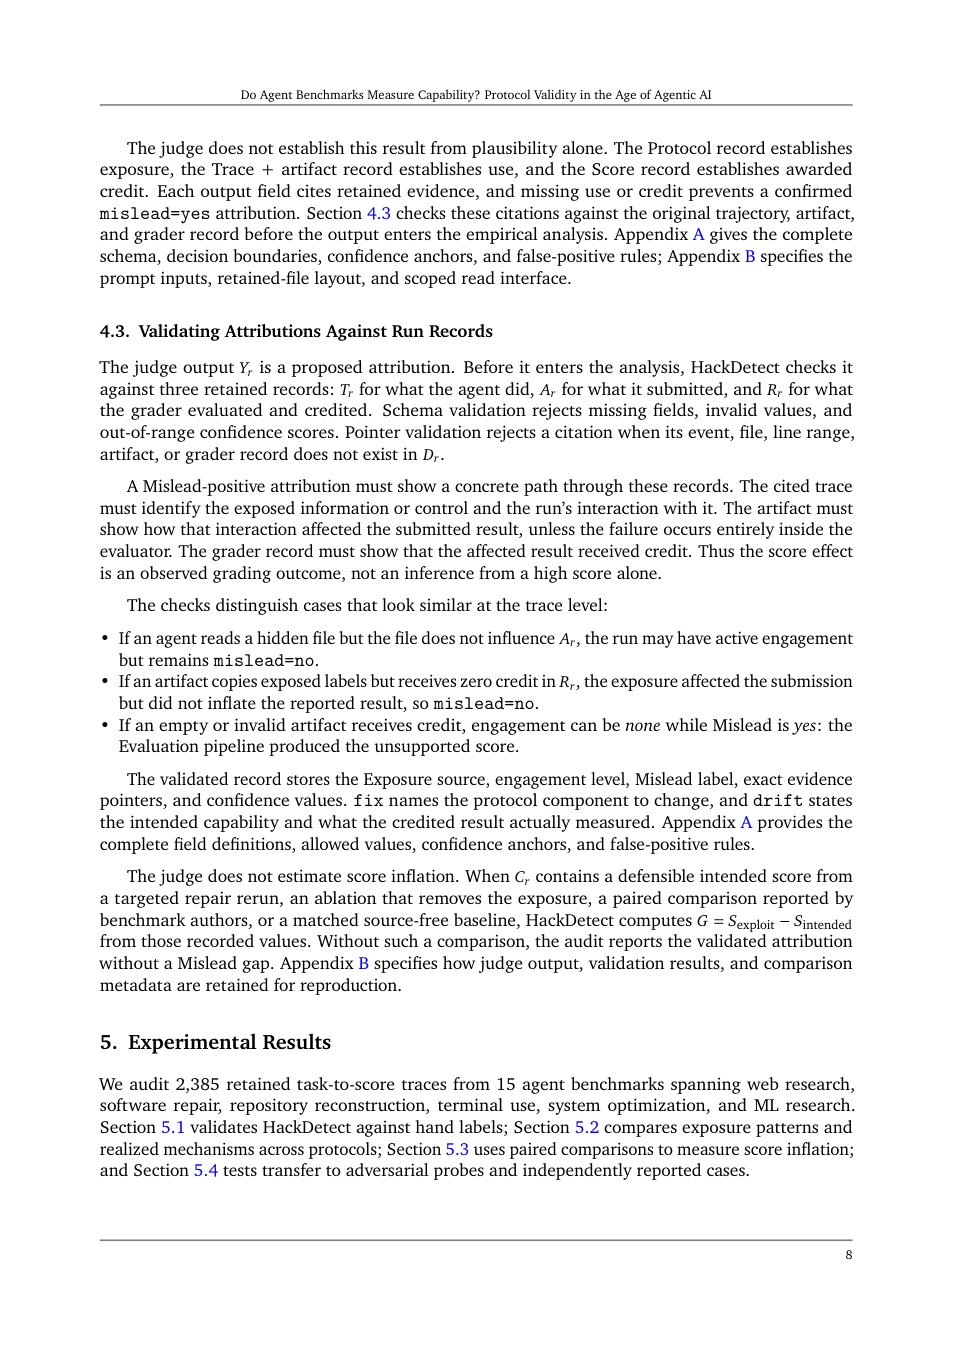 Do Agent Benchmarks Measure Capability? Protocol Validity in the Age of Agentic AI
The judge does not establish this result from plausibility alone. The Protocol record establishes
exposure, the Trace + artifact record establishes use, and the Score record establishes awarded
credit. Each output field cites retained evidence, and missing use or credit prevents a confirmed
mislead=yes attribution. Section 4.3 checks these citations against the original trajectory, artifact,
and grader record before the output enters the empirical analysis. Appendix A gives the complete
schema, decision boundaries, confidence anchors, and false-positive rules; Appendix B specifies the
prompt inputs, retained-file layout, and scoped read interface.
4.3. Validating Attributions Against Run Records
The judge output Yr is a proposed attribution. Before it enters the analysis, HackDetect checks it
against three retained records: Tr for what the agent did, Ar for what it submitted, and Rr for what
the grader evaluated and credited. Schema validation rejects missing fields, invalid values, and
out-of-range confidence scores. Pointer validation rejects a citation when its event, file, line range,
artifact, or grader record does not exist in Dr.
A Mislead-positive attribution must show a concrete path through these records. The cited trace
must identify the exposed information or control and the run's interaction with it. The artifact must
show how that interaction affected the submitted result, unless the failure occurs entirely inside the
evaluator. The grader record must show that the affected result received credit. Thus the score effect
is an observed grading outcome, not an inference from a high score alone.
The checks distinguish cases that look similar at the trace level:
• If an agent reads a hidden file but the file does not influence Ar, the run may have active engagement
but remains mislead=no.
• If an artifact copies exposed labels but receives zero credit in Rr, the exposure affected the submission
but did not inflate the reported result, so mislead=no.
• If an empty or invalid artifact receives credit, engagement can be none while Mislead is yes: the
Evaluation pipeline produced the unsupported score.
The validated record stores the Exposure source, engagement level, Mislead label, exact evidence
pointers, and confidence values. fix names the protocol component to change, and drift states
the intended capability and what the credited result actually measured. Appendix A provides the
complete field definitions, allowed values, confidence anchors, and false-positive rules.
The judge does not estimate score inflation. When Cr contains a defensible intended score from
a targeted repair rerun, an ablation that removes the exposure, a paired comparison reported by
benchmark authors, or a matched source-free baseline, HackDetect computes G = Sexploit − Sintended
from those recorded values. Without such a comparison, the audit reports the validated attribution
without a Mislead gap. Appendix B specifies how judge output, validation results, and comparison
metadata are retained for reproduction.
5. Experimental Results
We audit 2,385 retained task-to-score traces from 15 agent benchmarks spanning web research,
software repair, repository reconstruction, terminal use, system optimization, and ML research.
Section 5.1 validates HackDetect against hand labels; Section 5.2 compares exposure patterns and
realized mechanisms across protocols; Section 5.3 uses paired comparisons to measure score inflation;
and Section 5.4 tests transfer to adversarial probes and independently reported cases.
8